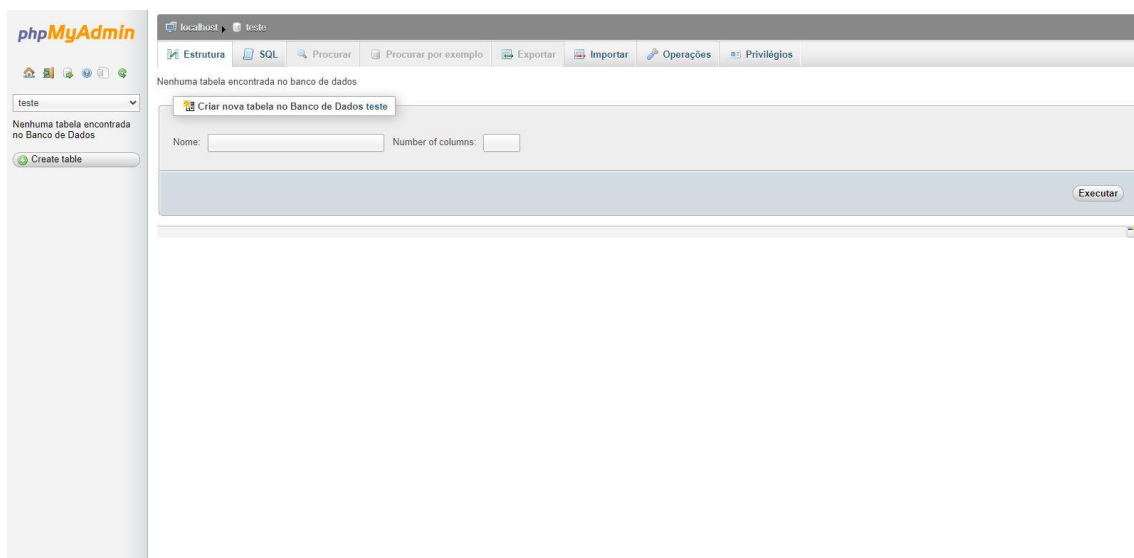 phpMyAdmin
teste
Nenhuma tabela encontrada
no Banco de Dados
Create table
localhost teste
Estrutura SQL Procurar Procurar por exemplo Exportar Importar Operações Privilégios
Nenhuma tabela encontrada no banco de dados
Criar nova tabela no Banco de Dados teste
Nome: Number of columns:
Executar